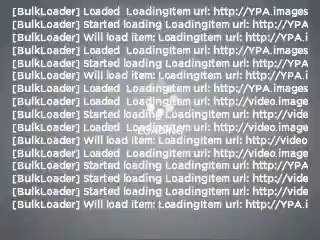 [BulkLoader] Loaded  LoadingItem url: http://YPA.images
[BulkLoader] Started loading LoadingItem url: http://YPA
[BulkLoader] Will load item: LoadingItem url: http://YPA.i
[BulkLoader] Loaded  LoadingItem url: http://YPA.images
[BulkLoader] Started loading LoadingItem url: http://YPA
[BulkLoader] Will load item: LoadingItem url: http://YPA.i
[BulkLoader] Loaded  LoadingItem url: http://YPA.images
[BulkLoader] Loaded  LoadingItem url: http://video.image
[BulkLoader] Started loading LoadingItem url: http://vide
[BulkLoader] Loaded  LoadingItem url: http://video.image
[BulkLoader] Will load item: LoadingItem url: http://video
[BulkLoader] Loaded  LoadingItem url: http://video.image
[BulkLoader] Started loading LoadingItem url: http://vide
[BulkLoader] Started loading LoadingItem url: http://vide
[BulkLoader] Started loading LoadingItem url: http://vide
[BulkLoader] Will load item: LoadingItem url: http://YPA.i